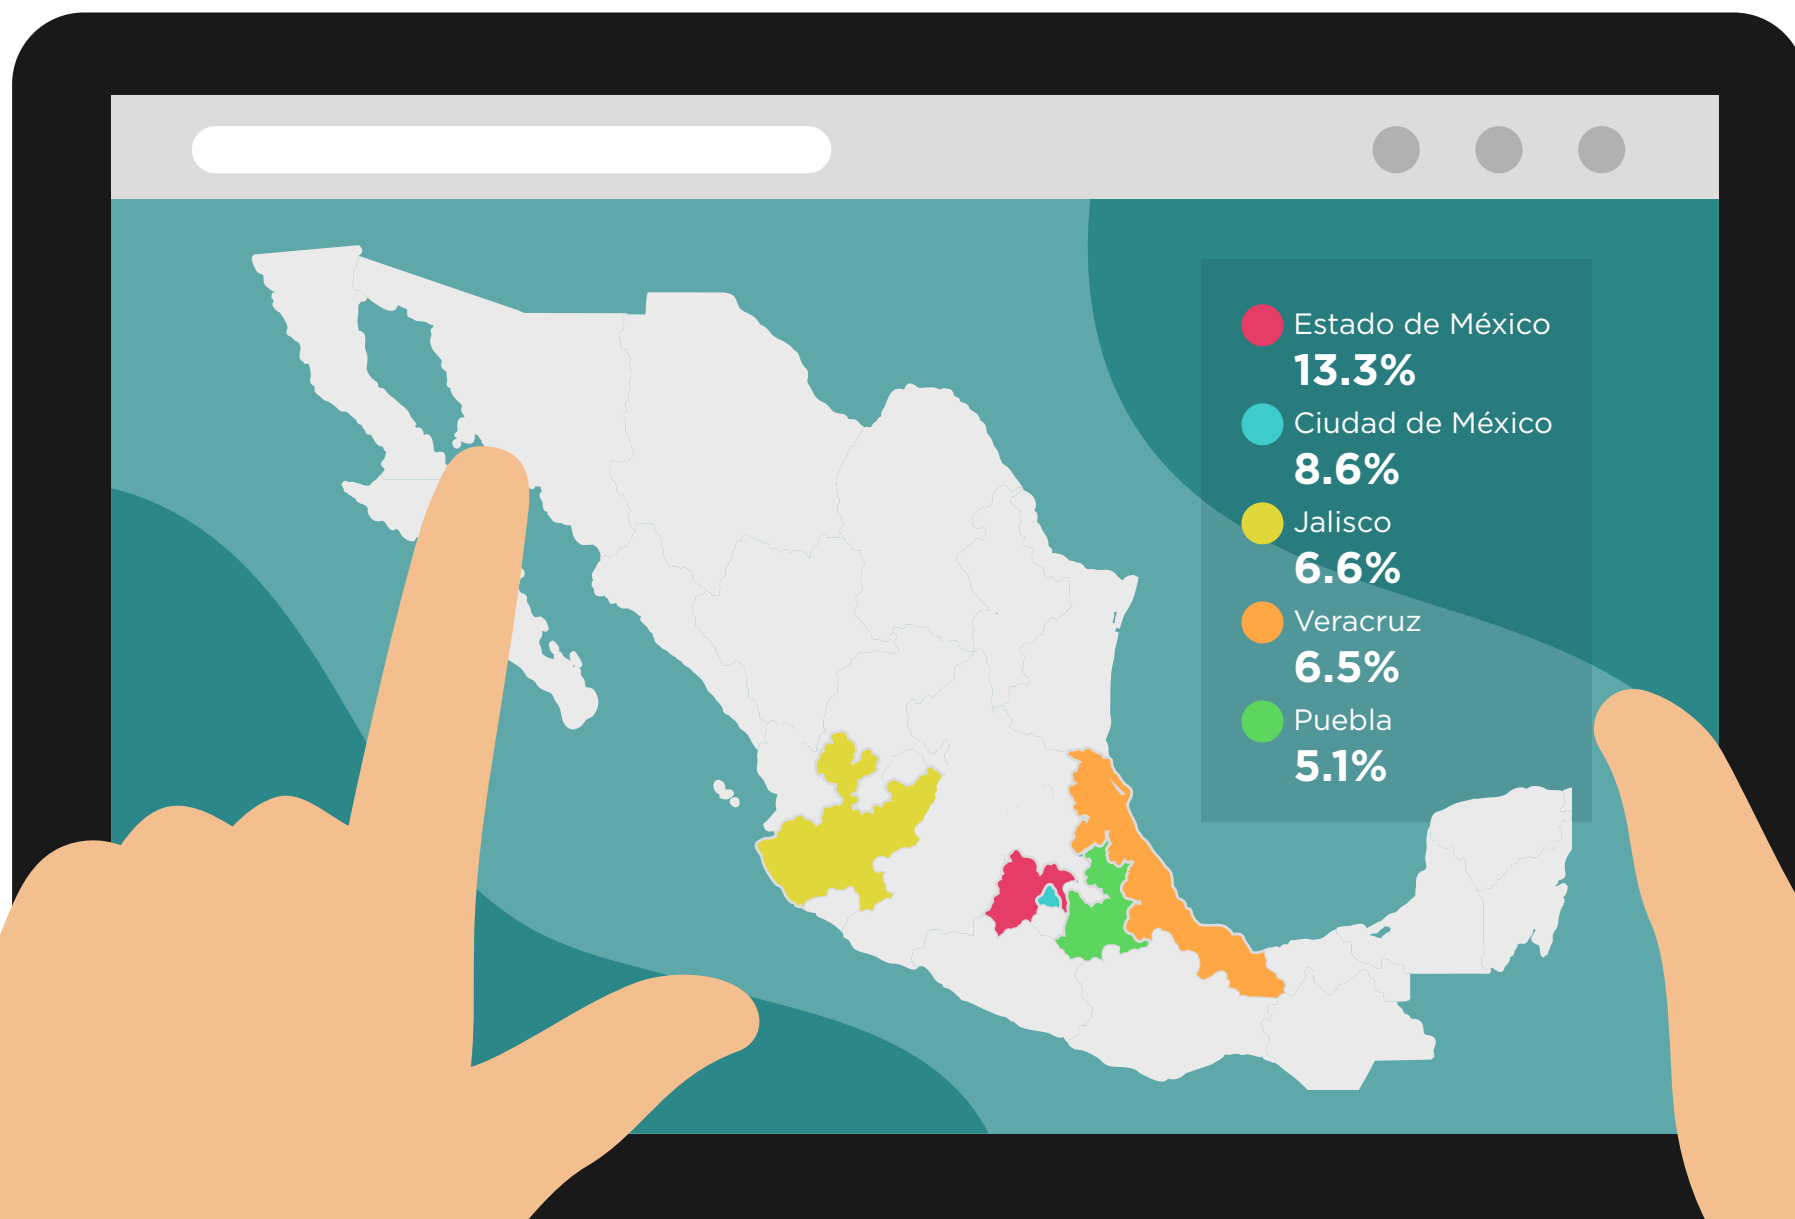 Estado de México
13.3%
Ciudad de México
8.6%
Jalisco
6.6%
Veracruz
6.5%
Puebla
5.1%